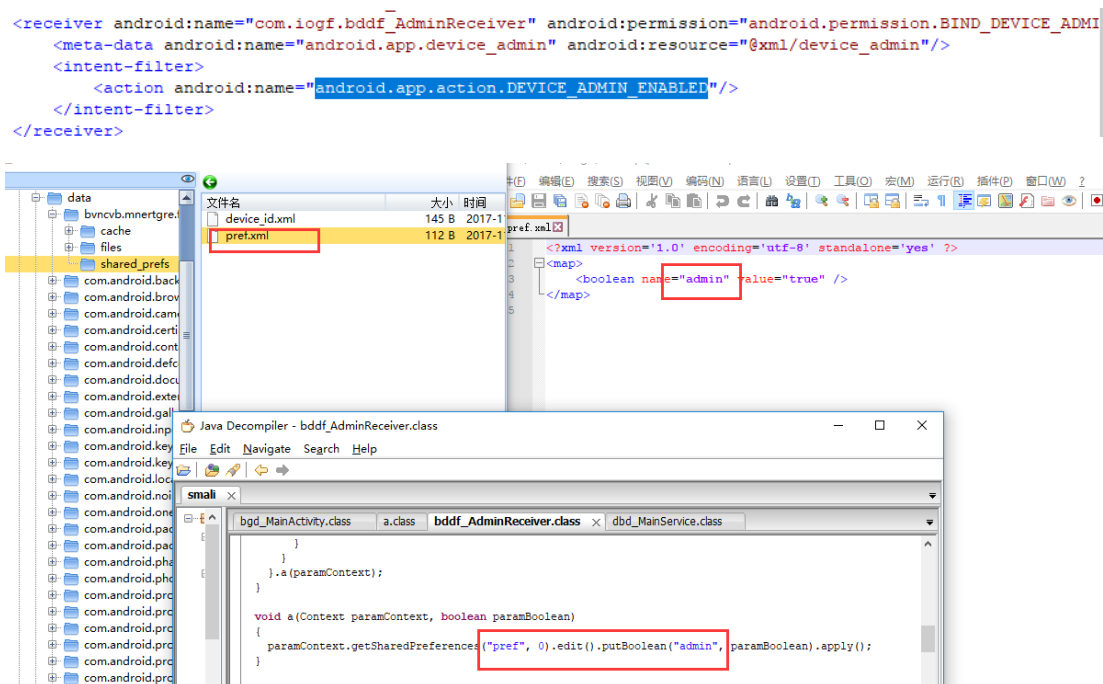 <receiver android:name="com.iogf.bddf_AdminReceiver" android:permission="android.permission.BIND_DEVICE_ADMI
<meta-data android:name="android.app.device_admin" android:resource="@xml/device_admin"/>
<intent-filter>
<action android:name="android.app.action.DEVICE_ADMIN_ENABLED"/>
</intent-filter>
</receiver>
data
bvncvb.mnertgre.
cache
files
shared_prefs
com.android.back
com.android.brow
com.android.came
com.android.certi
com.android.cont
com.android.defc
com.android.docu
com.android.exter
com.android.gall
com.android.inp
com.android.key
com.android.key
com.android.loca
com.android.noi
com.android.one
com.android.pac
com.android.pac
com.android.pha
com.android.pho
com.android.pro
com.android.pro
com.android.pro
com.android.pro
com.android.pro
com.android.pro
文件名 大小 时间
device_id.xml 145 B 2017-1
pref.xml 112 B 2017-1
件(F) 编辑(E) 搜索(S) 视图(V) 编码(N) 语言(L) 设置(T) 工具(O) 宏(M) 运行(R) 插件(P) 窗口(W) ?
pref.xml
1 <?xml version='1.0' encoding='utf-8' standalone='yes' ?>
2 <map>
3 <boolean name="admin" value="true" />
4 </map>
5
Java Decompiler - bddf_AdminReceiver.class
File Edit Navigate Search Help
smali
bgd_MainActivity.class a.class bddf_AdminReceiver.class dbd_MainService.class
}
}
}.a(paramContext);
}
void a(Context paramContext, boolean paramBoolean)
{
paramContext.getSharedPreferences("pref", 0).edit().putBoolean("admin", paramBoolean).apply();
}